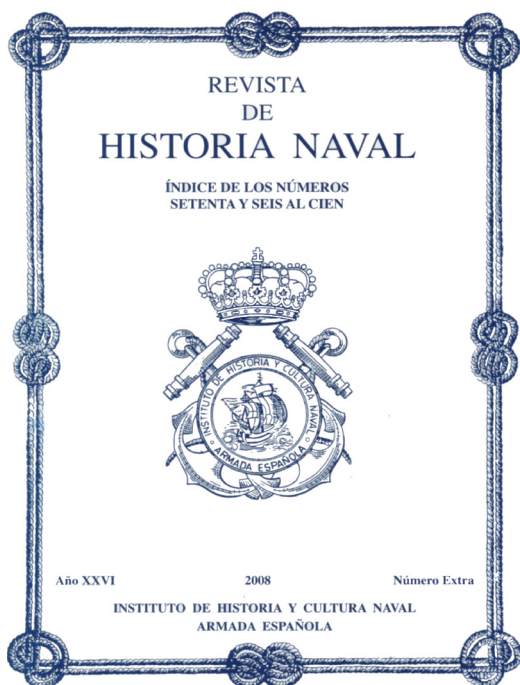 REVISTA
DE
HISTORIA NAVAL
ÍNDICE DE LOS NÚMEROS
SETENTA Y SEIS AL CIEN
INSTITUTO DE HISTORIA Y CULTURA NAVAL
ARMADA ESPAÑOLA
Año XXVI 2008 Número Extra
INSTITUTO DE HISTORIA Y CULTURA NAVAL
ARMADA ESPAÑOLA